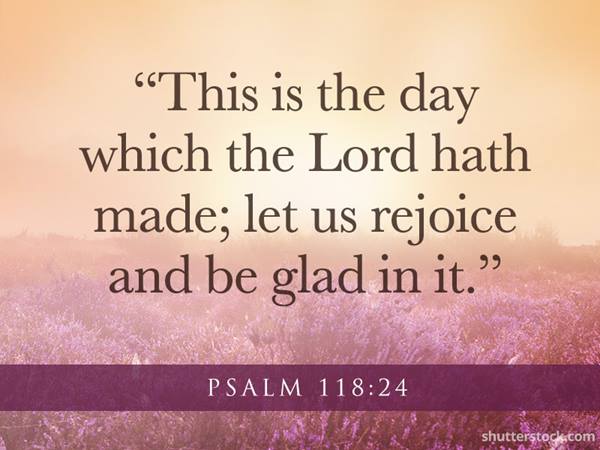 “This is the day
which the Lord hath
made; let us rejoice
and be glad in it.”
PSALM 118:24
shutterstock.com